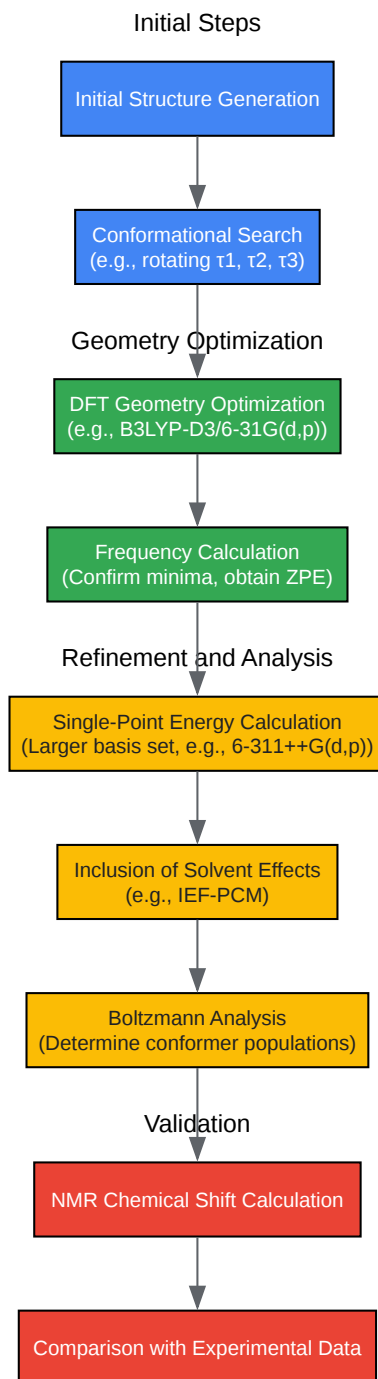 Initial Steps
Initial Structure Generation
Conformational Search
(e.g., rotating τ1, τ2, τ3)
Geometry Optimization
DFT Geometry Optimization
(e.g., B3LYP-D3/6-31G(d,p))
Frequency Calculation
(Confirm minima, obtain ZPE)
Refinement and Analysis
Single-Point Energy Calculation
(Larger basis set, e.g., 6-311++G(d,p))
Inclusion of Solvent Effects
(e.g., IEF-PCM)
Boltzmann Analysis
(Determine conformer populations)
Validation
NMR Chemical Shift Calculation
Comparison with Experimental Data